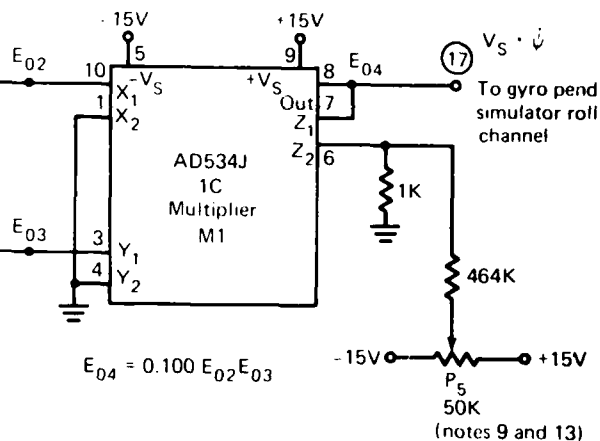 - 15V
+15V
5
9
E02
10
-VS
+VS
8
E04
17
VS · ψ̇
1
X1
X2
Out
7
Z1
Z2
6
To gyro pend
simulator roll
channel
AD534J
1C
Multiplier
M1
1K
E03
3
Y1
4
Y2
464K
E04 = 0.100 E02E03
-15V
+15V
P5
50K
(notes 9 and 13)